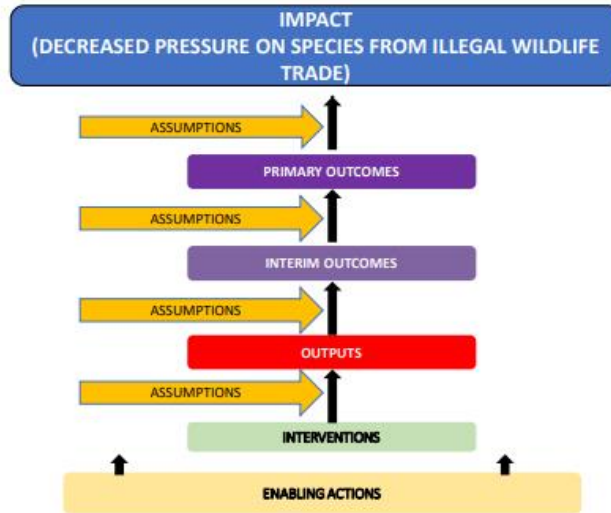 IMPACT
(DECREASED PRESSURE ON SPECIES FROM ILLEGAL WILDLIFE
TRADE)
ASSUMPTIONS
PRIMARY OUTCOMES
ASSUMPTIONS
INTERIM OUTCOMES
ASSUMPTIONS
OUTPUTS
ASSUMPTIONS
INTERVENTIONS
ENABLING ACTIONS